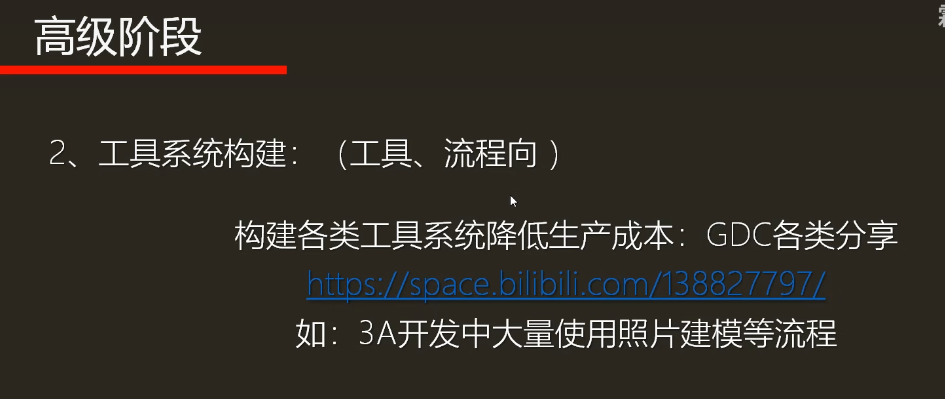 高级阶段
2、工具系统构建：（工具、流程向 ）
构建各类工具系统降低生产成本：GDC各类分享
https://space.bilibili.com/138827797/
如：3A开发中大量使用照片建模等流程